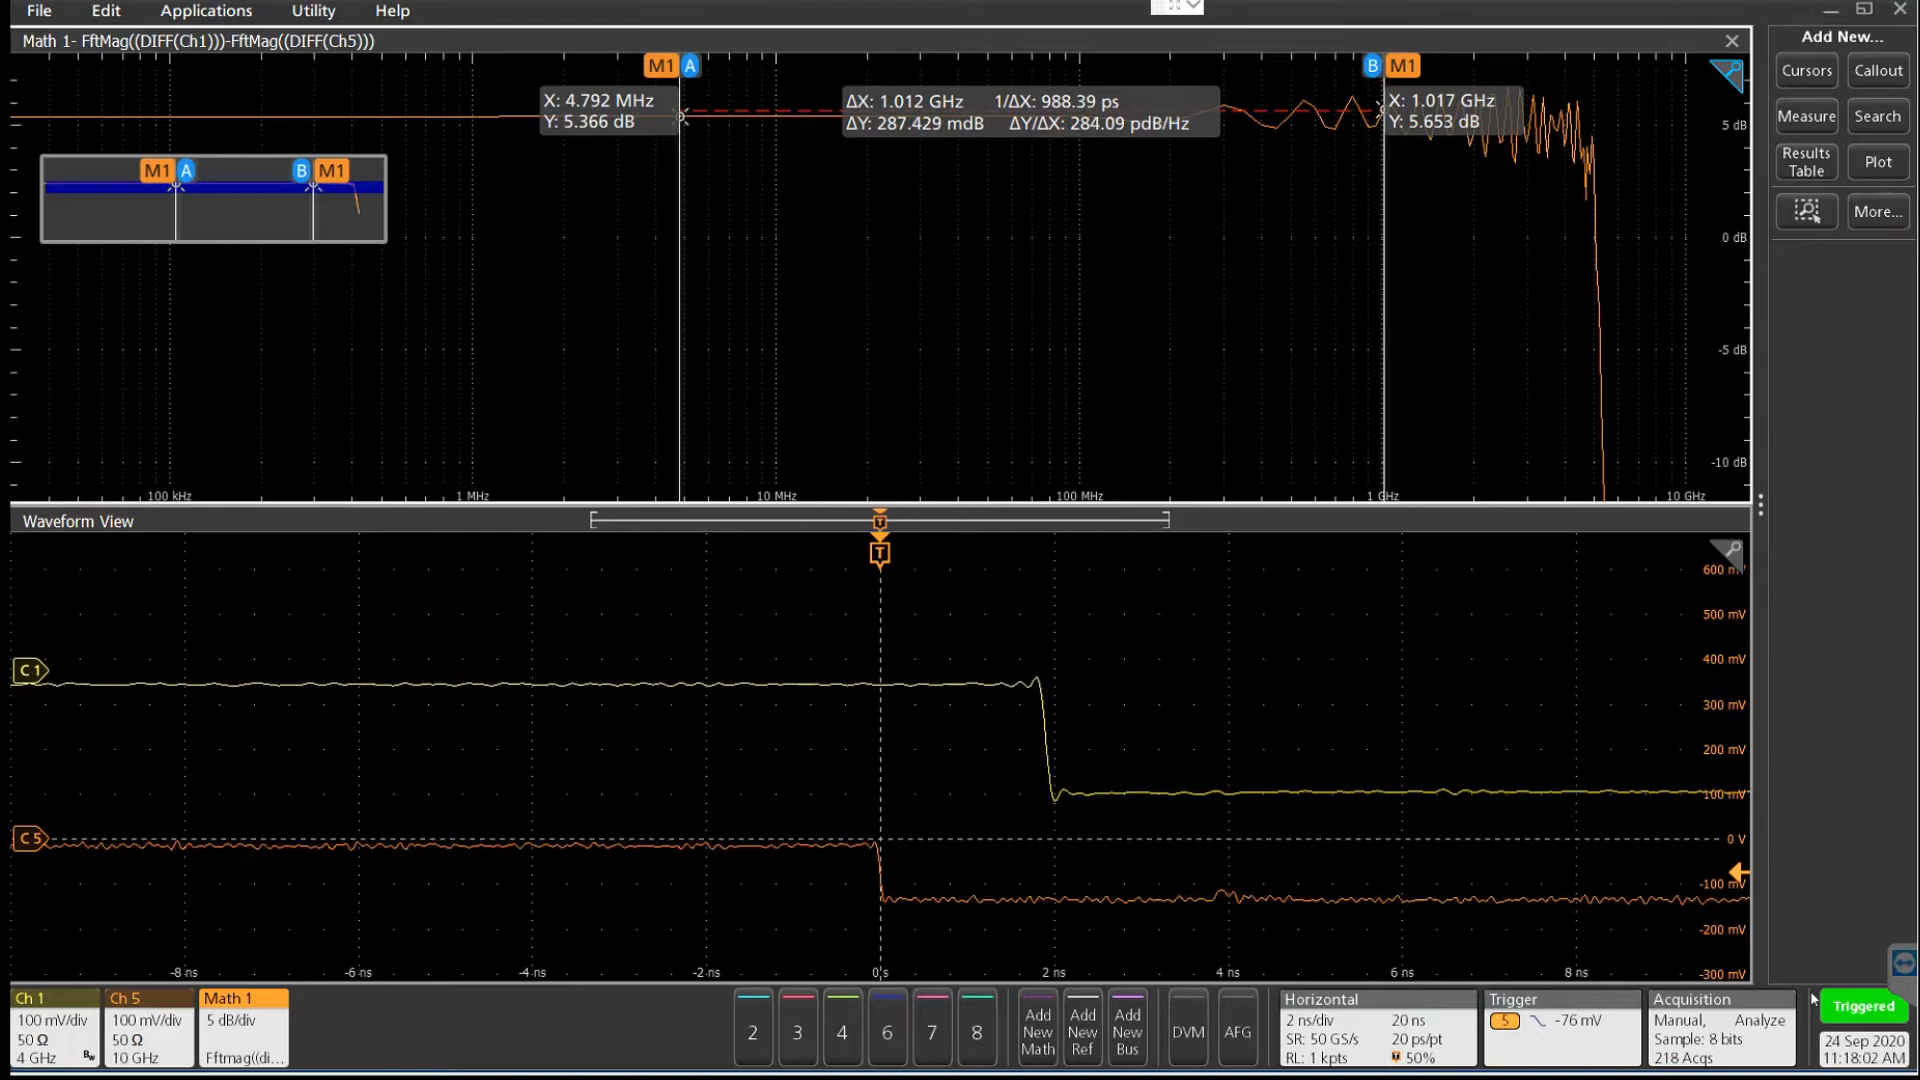 File Edit Applications Utility Help
Math 1- FftMag((DIFF(Ch1)))-FftMag((DIFF(Ch5)))
M1 A
B M1
X: 4.792 MHz
Y: 5.366 dB
ΔX: 1.012 GHz 1/ΔX: 988.39 ps
ΔY: 287.429 mdB ΔY/ΔX: 284.09 pdB/Hz
X: 1.017 GHz
Y: 5.653 dB
5 dB
M1 A B M1
0 dB
-5 dB
-10 dB
100 kHz 1 MHz 10 MHz 100 MHz 1 GHz 10 GHz
Waveform View
T
T
600 mV
500 mV
C 1
400 mV
300 mV
200 mV
100 mV
C 5
0 V
-100 mV
-200 mV
-8 ns -6 ns -4 ns -2 ns 0 s 2 ns 4 ns 6 ns 8 ns
-300 mV
Add New...
Cursors Callout
Measure Search
Results
Table
Plot
More...
Ch 1
100 mV/div
50 Ω
4 GHz Bw
Ch 5
100 mV/div
50 Ω
10 GHz
Math 1
5 dB/div
Fftmag((di...
2 3 4 6 7 8
Add
New
Math
Add
New
Ref
Add
New
Bus
DVM
AFG
Horizontal
2 ns/div 20 ns
SR: 50 GS/s 20 ps/pt
RL: 1 kpts 50%
Trigger
5 -76 mV
Acquisition
Manual, Analyze
Sample: 8 bits
218 Acqs
Triggered
24 Sep 2020
11:18:02 AM